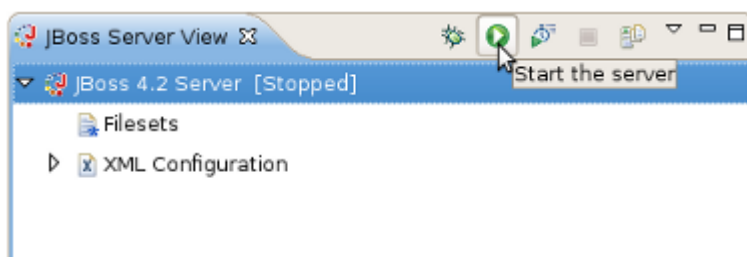 JBoss Server View
Start the server
JBoss 4.2 Server [Stopped]
Filesets
XML Configuration